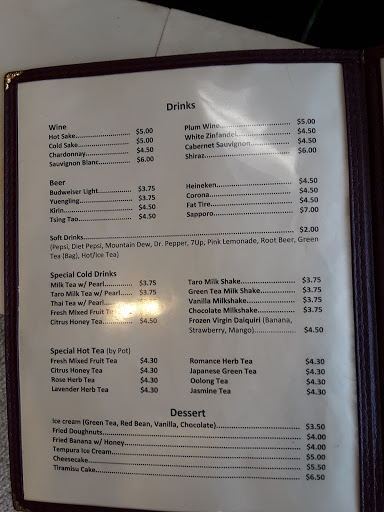 Drinks
Wine
Hot Sake................ $5.00
Cold Sake............... $5.00
Chardonnay.............. $4.50
Sauvignon Blanc......... $6.00
Plum Wine............... $5.00
White Zinfandel......... $4.50
Cabernet Sauvignon...... $4.50
Shiraz.................. $6.00
Beer
Budweiser Light......... $3.75
Yuengling............... $3.75
Kirin................... $4.50
Tsing Tao............... $4.50
Heineken................ $4.50
Corona.................. $4.50
Fat Tire................ $4.50
Sapporo................. $7.00
Soft Drinks............. $2.00
(Pepsi, Diet Pepsi, Mountain Dew, Dr. Pepper, 7Up, Pink Lemonade, Root Beer, Green
Tea (Bag), Hot/Ice Tea)
Special Cold Drinks
Milk Tea w/ Pearl....... $3.75
Taro Milk Tea w/ Pearl.. $3.75
Thai Tea w/ Pearl
Fresh Mixed Fruit
Citrus Honey Tea........ $4.50
Taro Milk Shake......... $3.75
Green Tea Milk Shake.... $3.75
Vanilla Milkshake....... $3.75
Chocolate Milkshake..... $3.75
Frozen Virgin Daiquiri (Banana,
Strawberry, Mango)...... $4.50
Special Hot Tea (by Pot)
Fresh Mixed Fruit Tea $4.30
Citrus Honey Tea $4.30
Rose Herb Tea $4.30
Lavender Herb Tea $4.30
Romance Herb Tea $4.30
Japanese Green Tea $4.30
Oolong Tea $4.30
Jasmine Tea $4.30
Dessert
Ice cream (Green Tea, Red Bean, Vanilla, Chocolate)........ $3.50
Fried Doughnuts......... $4.00
Fried Banana w/ Honey... $4.00
Tempura Ice Cream....... $5.00
Cheesecake.............. $5.50
Tiramisu Cake........... $6.50